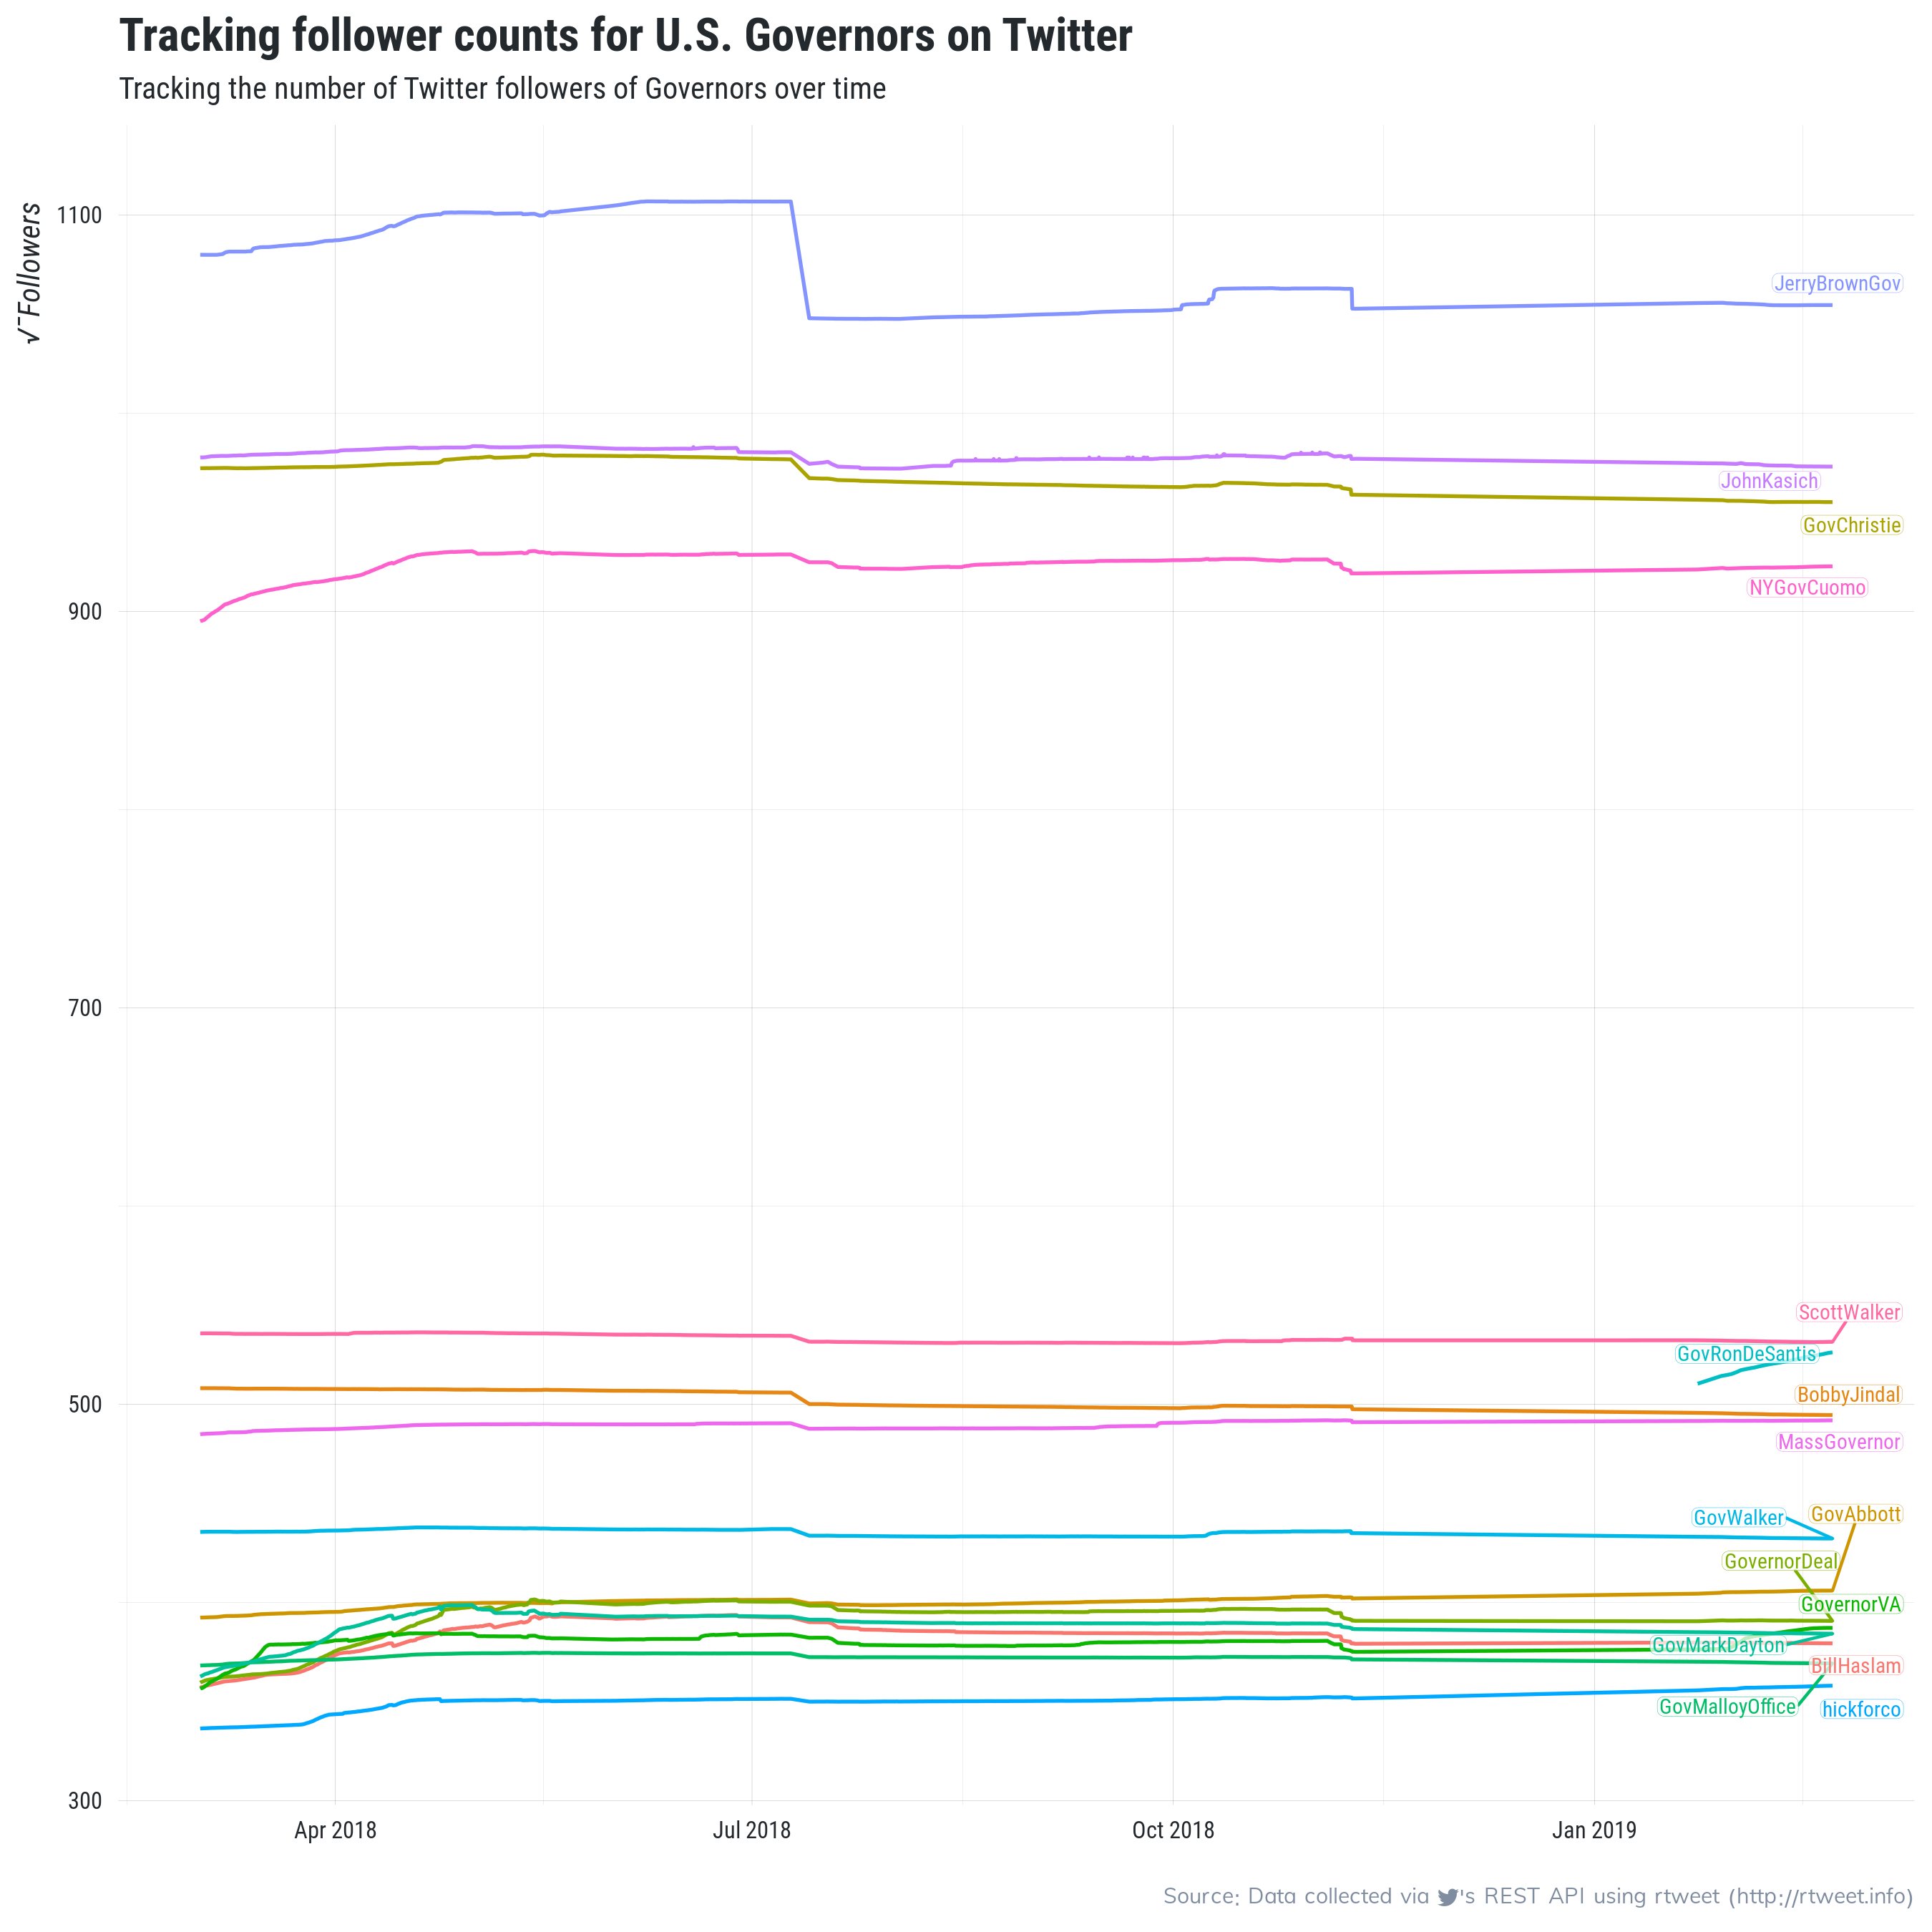 Tracking follower counts for U.S. Governors on Twitter
Tracking the number of Twitter followers of Governors over time
√‾Followers
1100
900
700
500
300
JerryBrownGov
JohnKasich
GovChristie
NYGovCuomo
ScottWalker
GovRonDeSantis
BobbyJindal
MassGovernor
GovAbbott
GovWalker
GovernorDeal
GovernorVA
GovMarkDayton
BillHaslam
GovMalloyOffice
hickforco
Apr 2018
Jul 2018
Oct 2018
Jan 2019
Source: Data collected via 's REST API using rtweet (http://rtweet.info)